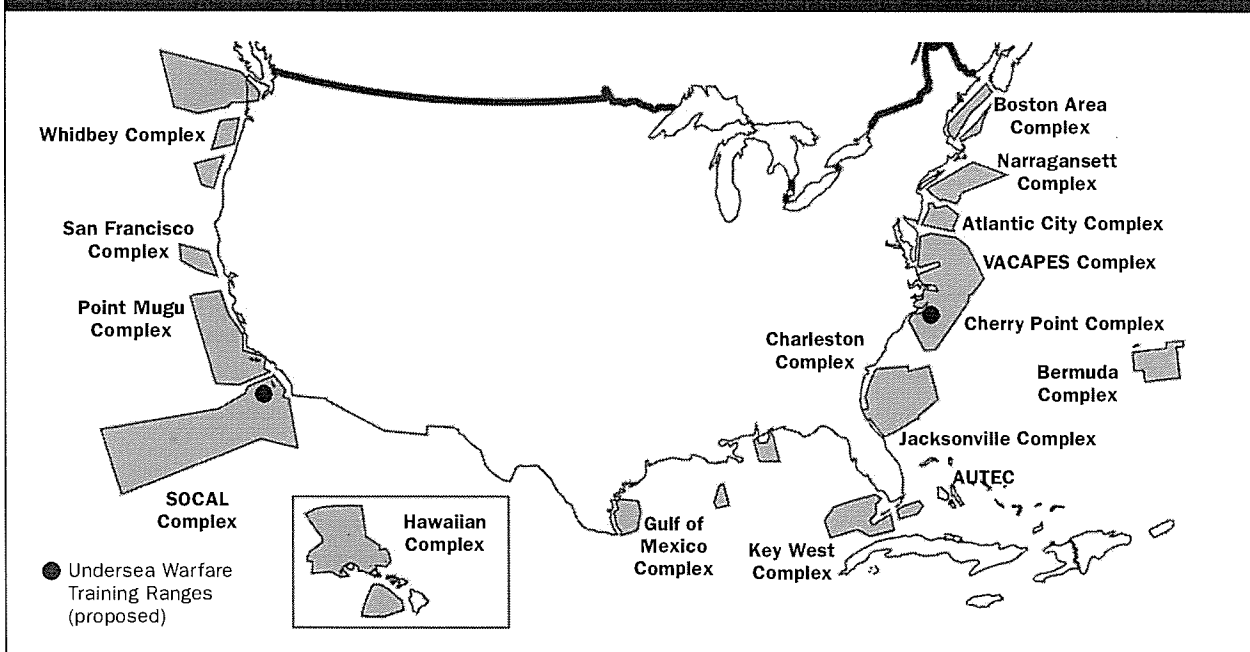 Whidbey Complex
San Francisco
Complex
Point Mugu
Complex
SOCAL
Complex
Hawaiian
Complex
Undersea Warfare
Training Ranges
(proposed)
Boston Area
Complex
Narragansett
Complex
Atlantic City Complex
VACAPES Complex
Cherry Point Complex
Charleston
Complex
Bermuda
Complex
Jacksonville Complex
AUTEC
Gulf of
Mexico
Complex
Key West
Complex